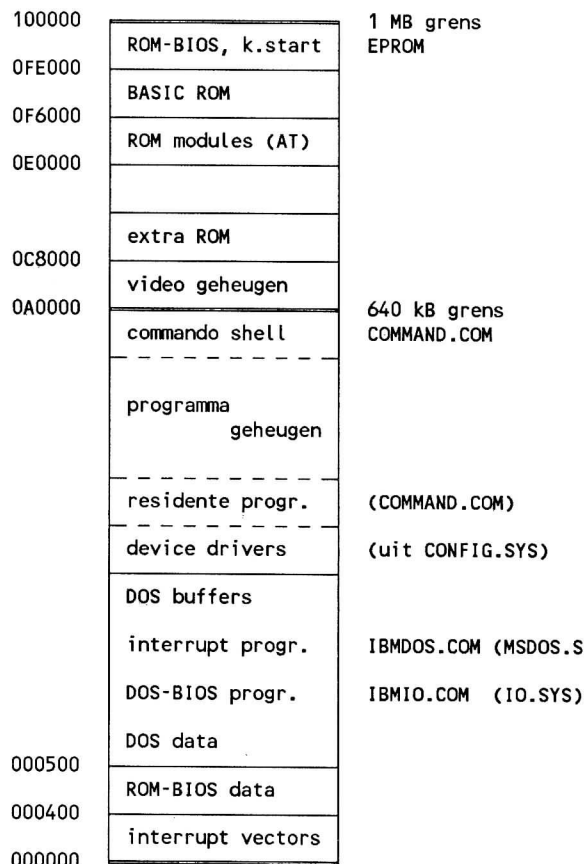 100000
1 MB grens
ROM-BIOS, k.start
EPROM
0FE000
BASIC ROM
0F6000
ROM modules (AT)
0E0000
extra ROM
0C8000
video geheugen
0A0000
640 kB grens
commando shell
COMMAND.COM
programma
geheugen
residente progr.
(COMMAND.COM)
device drivers
(uit CONFIG.SYS)
DOS buffers
interrupt progr.
IBMDOS.COM (MSDOS.S
DOS-BIOS progr.
IBMIO.COM (IO.SYS)
DOS data
000500
ROM-BIOS data
000400
interrupt vectors
000000